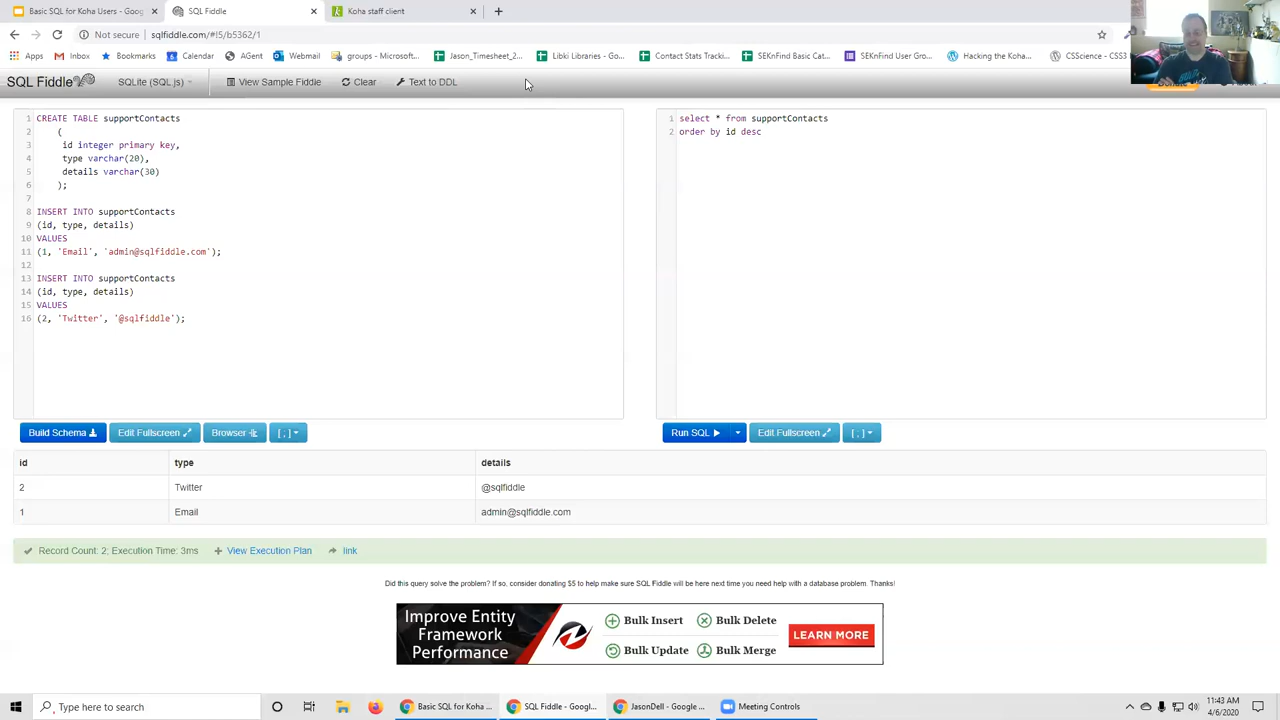 Basic SQL for Koha Users - Goog
SQL Fiddle
Koha staff client
Not secure
sqlfiddle.com/#!5/b5362/1
Apps
Inbox
Bookmarks
Calendar
AGent
Webmail
groups - Microsoft...
Jason_Timesheet_2...
Libki Libraries - Go...
Contact Stats Tracki...
SEKnFind Basic Cat...
SEKnFind User Gro...
Hacking the Koha...
CSScience - CSS3
SQL Fiddle
SQLite (SQL.js)
View Sample Fiddle
Clear
Text to DDL
1 CREATE TABLE supportContacts
2 (
3 id integer primary key,
4 type varchar(20),
5 details varchar(30)
6 );
7
8 INSERT INTO supportContacts
9 (id, type, details)
10 VALUES
11 (1, 'Email', 'admin@sqlfiddle.com');
12
13 INSERT INTO supportContacts
14 (id, type, details)
15 VALUES
16 (2, 'Twitter', '@sqlfiddle');
1 select * from supportContacts
2 order by id desc
Build Schema
Edit Fullscreen
Browser
[ ; ]
Run SQL
Edit Fullscreen
[ ; ]
id type details
2 Twitter @sqlfiddle
1 Email admin@sqlfiddle.com
Record Count: 2; Execution Time: 3ms
View Execution Plan
link
Did this query solve the problem? If so, consider donating $5 to help make sure SQL Fiddle will be here next time you need help with a database problem. Thanks!
Improve Entity
Framework
Performance
Bulk Insert
Bulk Delete
Bulk Update
Bulk Merge
LEARN MORE
Type here to search
Basic SQL for Koha ...
SQL Fiddle - Googl...
JasonDell - Google ...
Meeting Controls
11:43 AM
4/6/2020